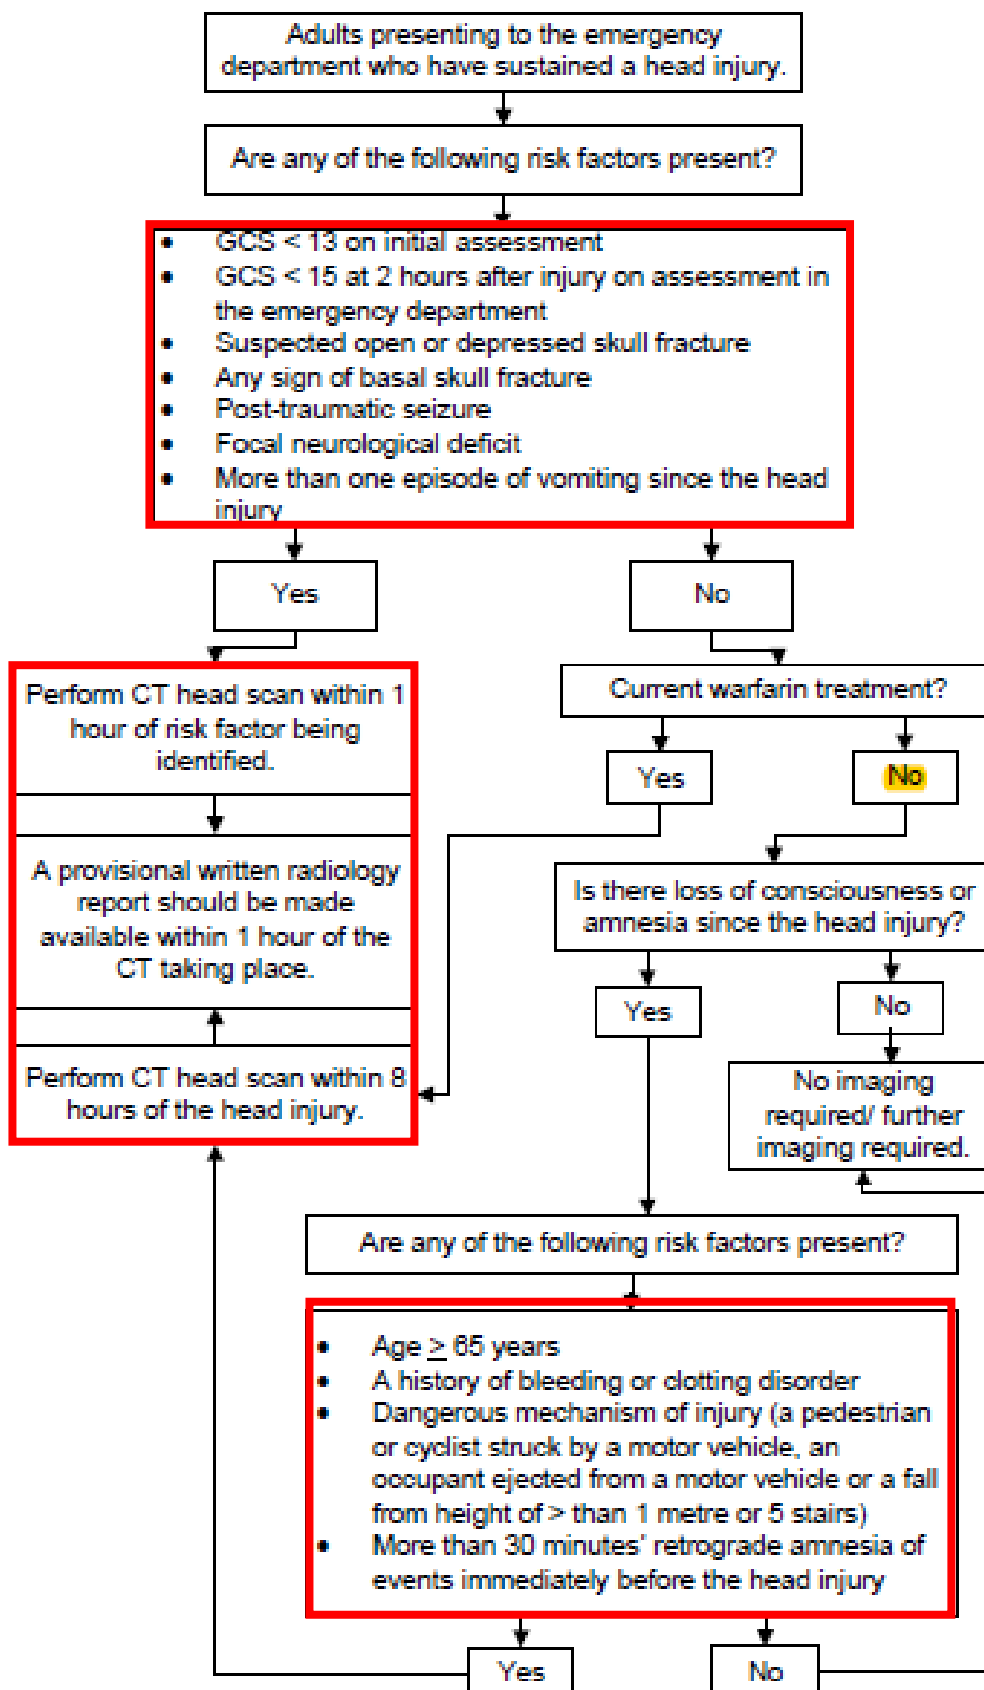 Adults presenting to the emergency
department who have sustained a head injury.
Are any of the following risk factors present?
• GCS < 13 on initial assessment
• GCS < 15 at 2 hours after injury on assessment in
the emergency department
• Suspected open or depressed skull fracture
• Any sign of basal skull fracture
• Post-traumatic seizure
• Focal neurological deficit
• More than one episode of vomiting since the head
injury
Yes
No
Perform CT head scan within 1
hour of risk factor being
identified.
Current warfarin treatment?
Yes
No
A provisional written radiology
report should be made
available within 1 hour of the
CT taking place.
Is there loss of consciousness or
amnesia since the head injury?
Yes
No
Perform CT head scan within 8
hours of the head injury.
No imaging
required/ further
imaging required.
Are any of the following risk factors present?
• Age ≥ 65 years
• A history of bleeding or clotting disorder
• Dangerous mechanism of injury (a pedestrian
or cyclist struck by a motor vehicle, an
occupant ejected from a motor vehicle or a fall
from height of > than 1 metre or 5 stairs)
• More than 30 minutes' retrograde amnesia of
events immediately before the head injury
Yes
No